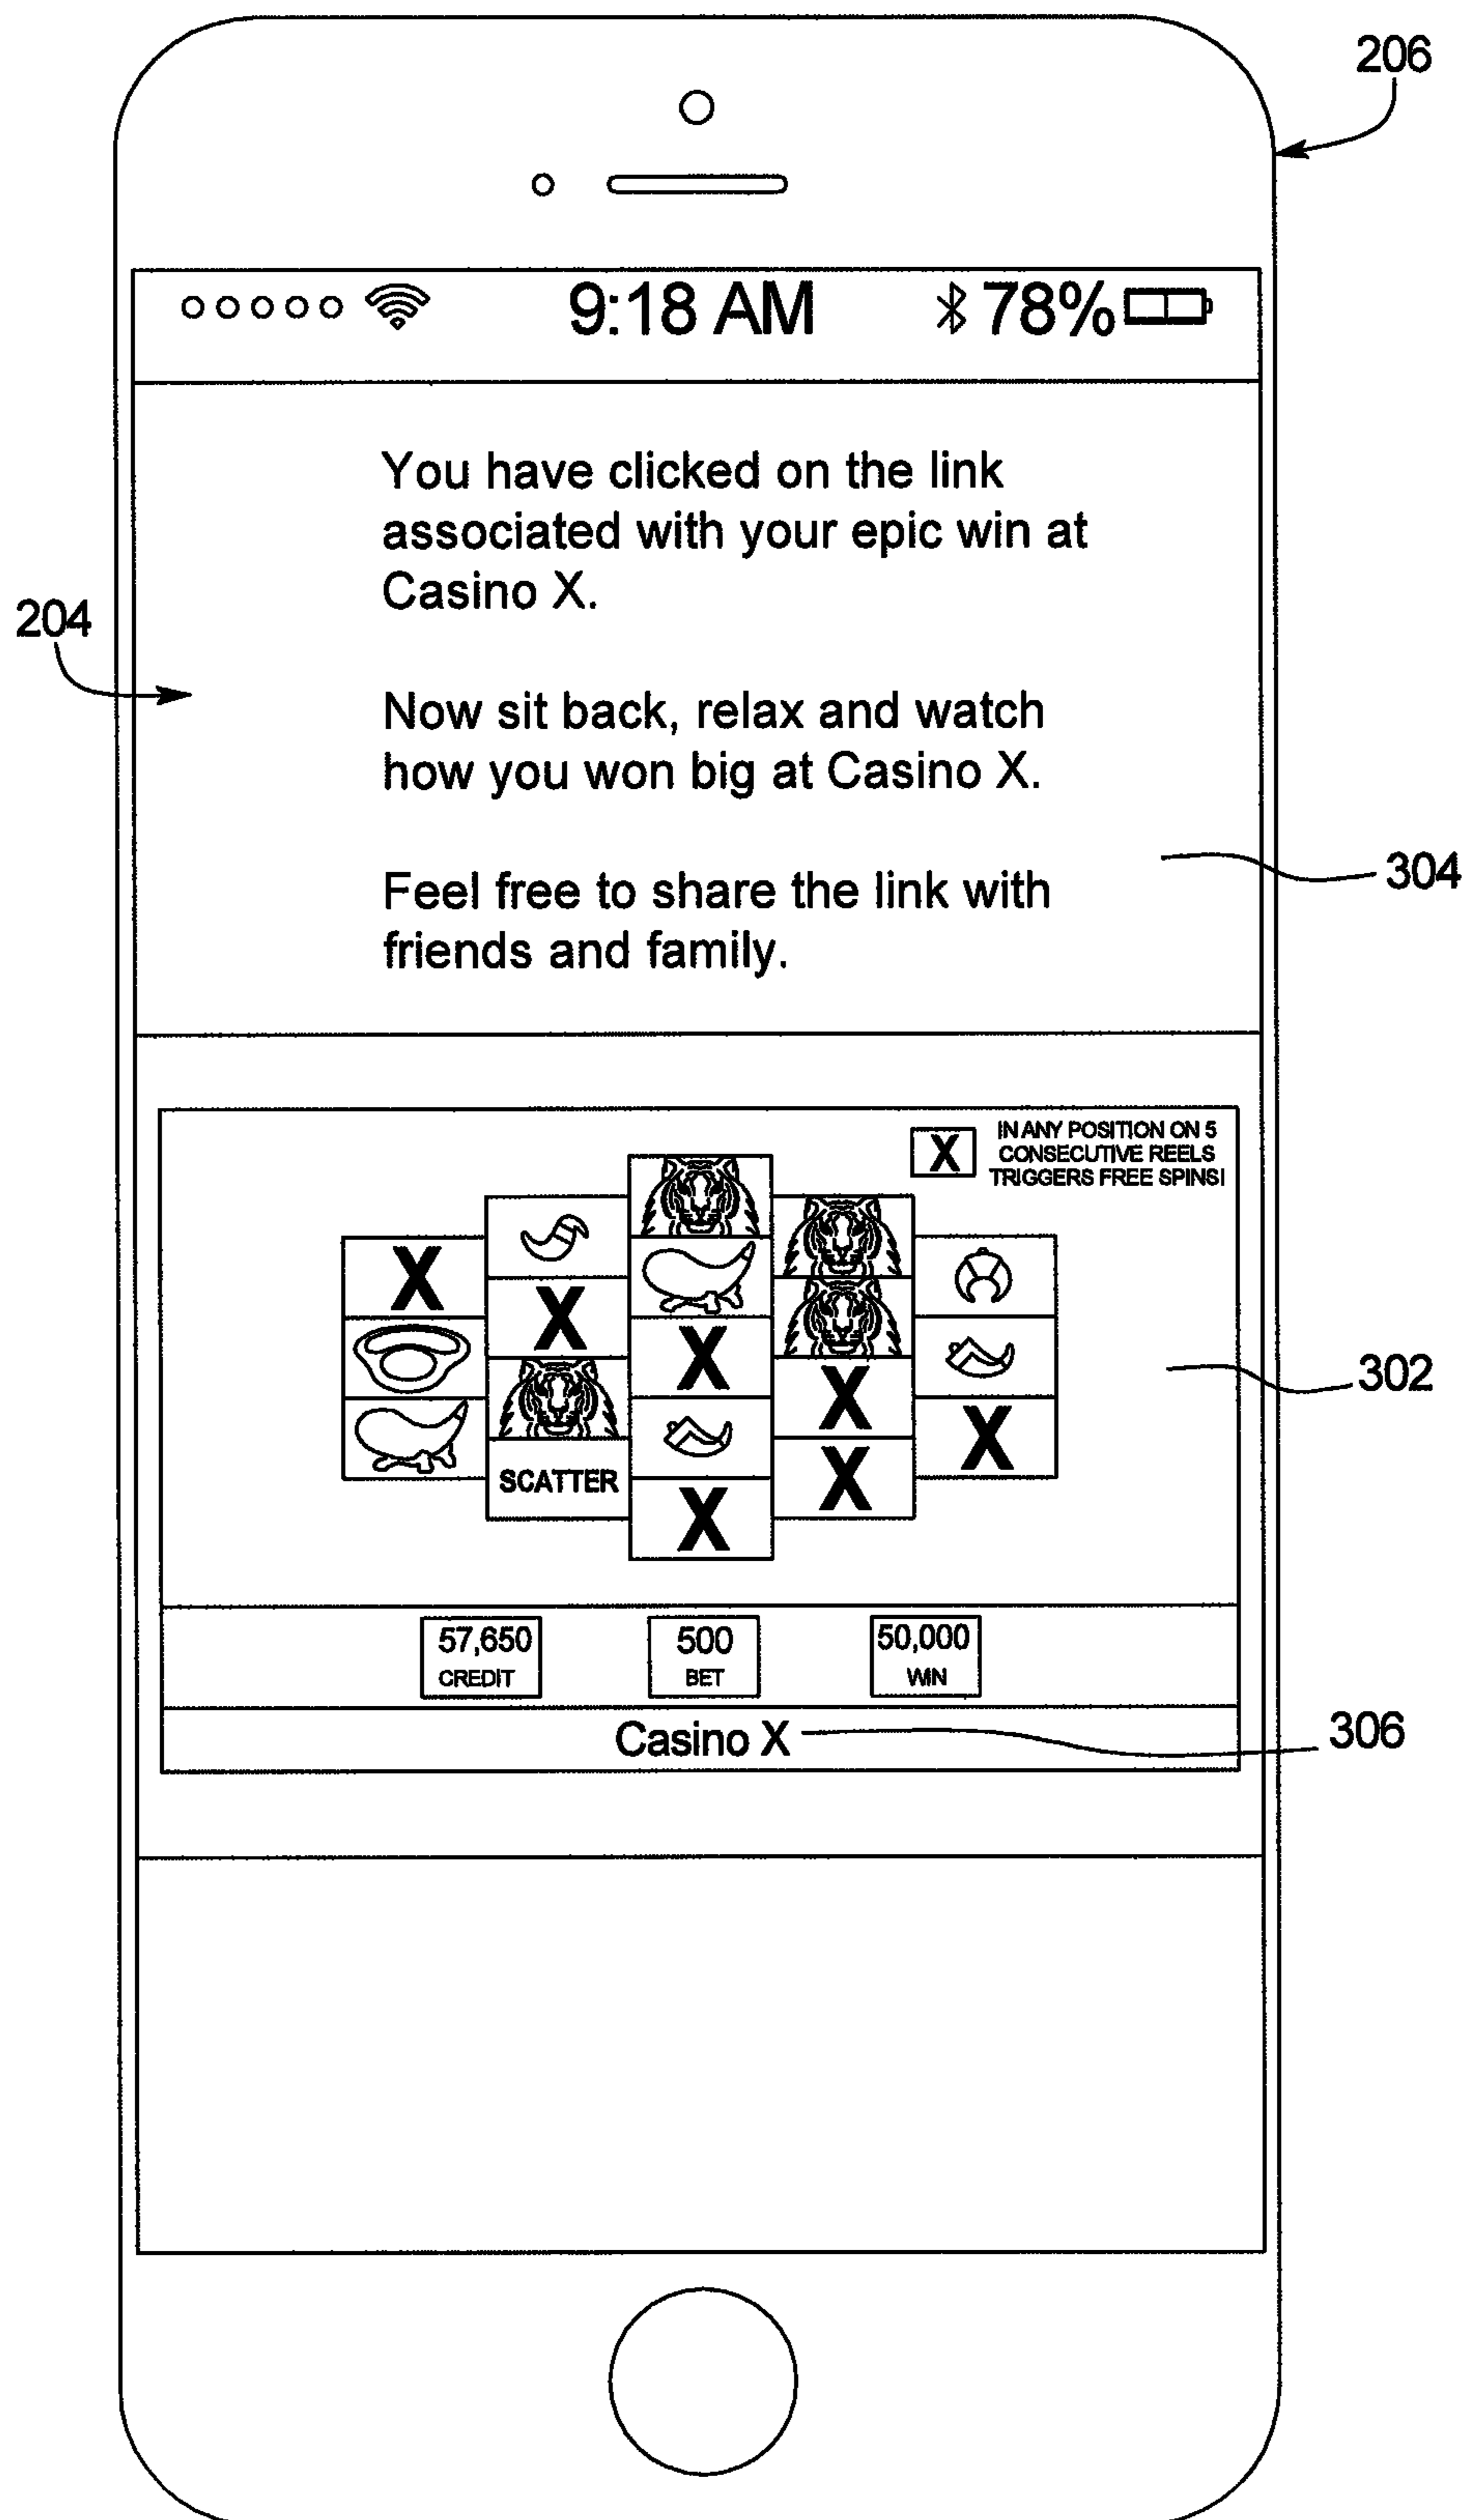 206
9:18 AM 78%
You have clicked on the link
associated with your epic win at
Casino X.
204
Now sit back, relax and watch
how you won big at Casino X.
304
Feel free to share the link with
friends and family.
X IN ANY POSITION ON 5
CONSECUTIVE REELS
TRIGGERS FREE SPINS!
X
X
X
302
X
X
SCATTER
X
X
57,650 500 50,000
CREDIT BET WIN
Casino X
306